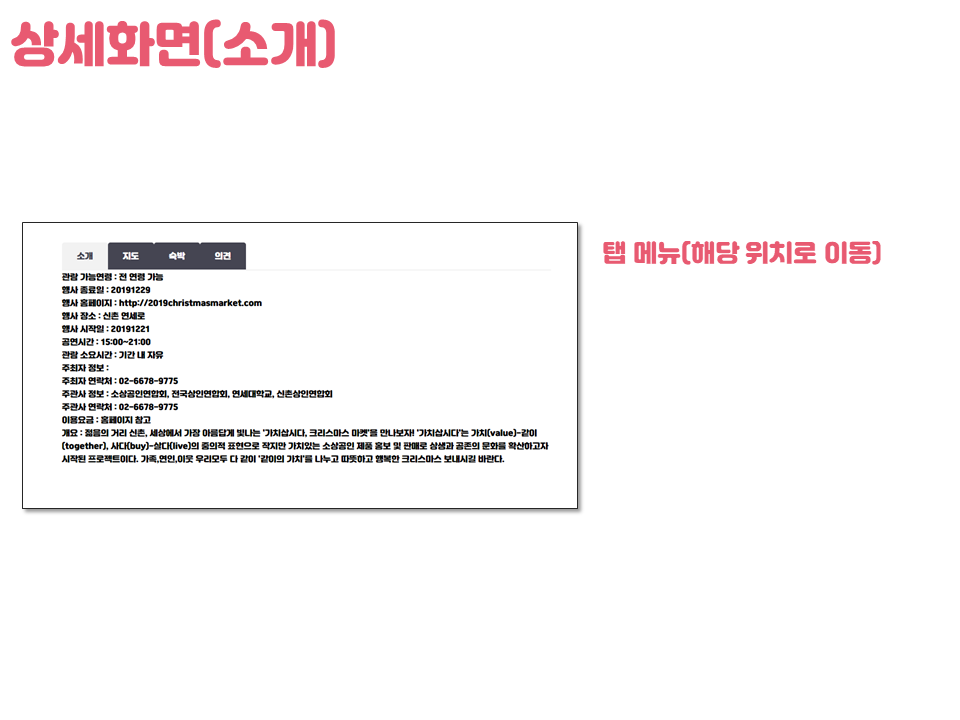 상세화면(소개)
탭 메뉴(해당 위치로 이동)
소개 지도 숙박 의견
관람 가능연령 : 전 연령 가능
행사 종료일 : 20191229
행사 홈페이지 : http://2019christmasmarket.com
행사 장소 : 신촌 연세로
행사 시작일 : 20191221
공연시간 : 15:00~21:00
관람 소요시간 : 기간 내 자유
주최자 정보 :
주최자 연락처 : 02-6678-9775
주관사 정보 : 소상공인연합회, 전국상인연합회, 연세대학교, 신촌상인연합회
주관사 연락처 : 02-6678-9775
이용요금 : 홈페이지 참고
개요 : 젊음의 거리 신촌, 세상에서 가장 아름답게 빛나는 '가치삽시다, 크리스마스 마켓'을 만나보자! '가치삽시다'는 가치(value)-같이
(together), 사다(buy)-살다(live)의 중의적 표현으로 작지만 가치있는 소상공인 제품 홍보 및 판매로 상생과 공존의 문화를 확산하고자
시작된 프로젝트이다. 가족,연인,이웃 우리모두 다 같이 '같이의 가치'를 나누고 따뜻하고 행복한 크리스마스 보내시길 바란다.